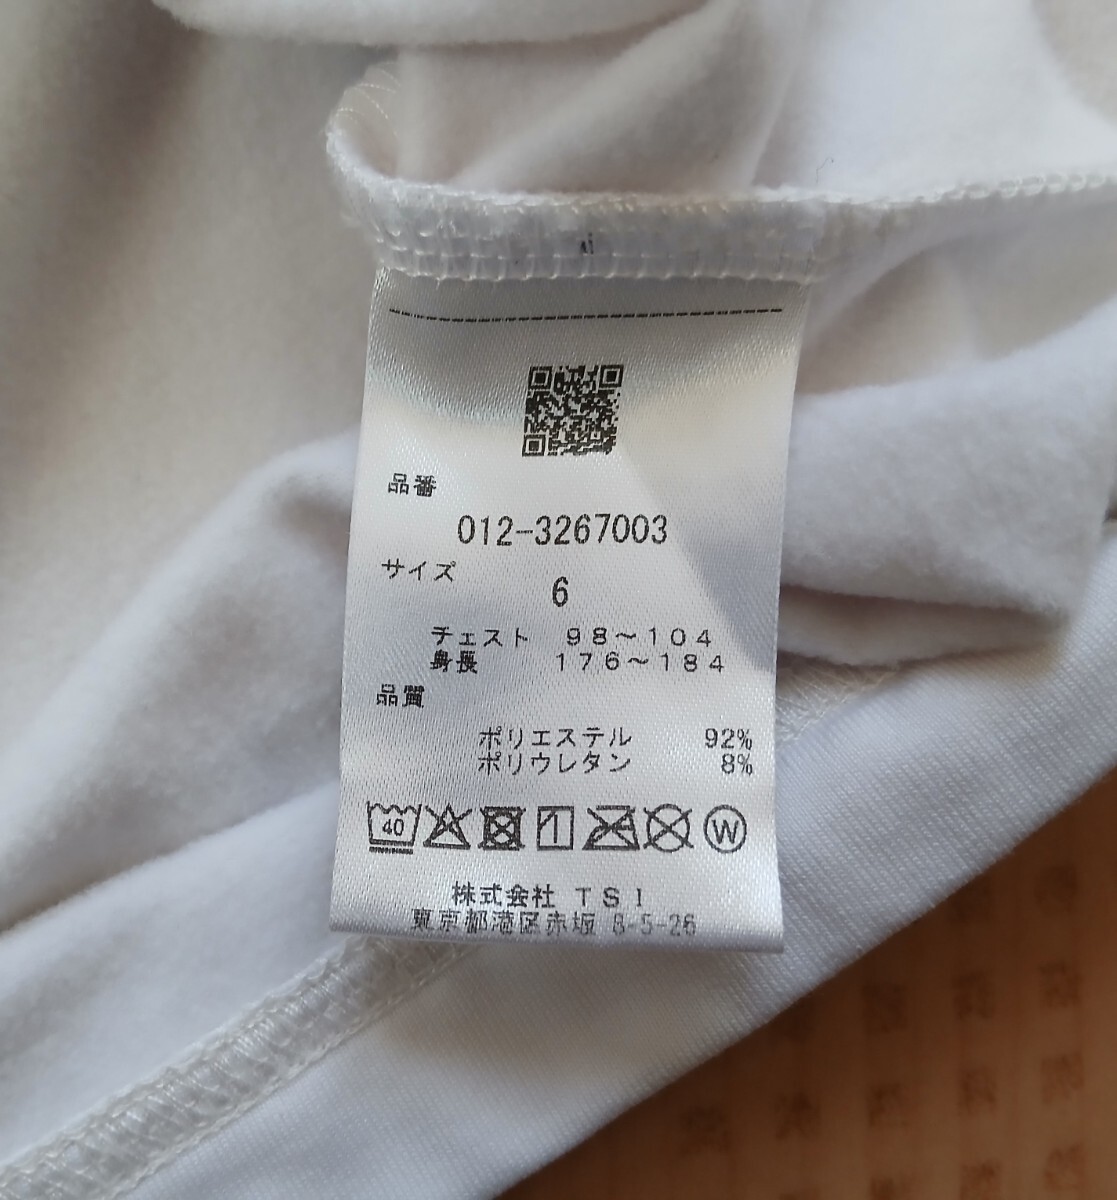 品番
012-3267003
サイズ
6
チェスト 98～104
身長 176～184
品質
ポリエステル 92%
ポリウレタン 8%
40
W
株式会社 TSI
東京都港区赤坂 8-5-26